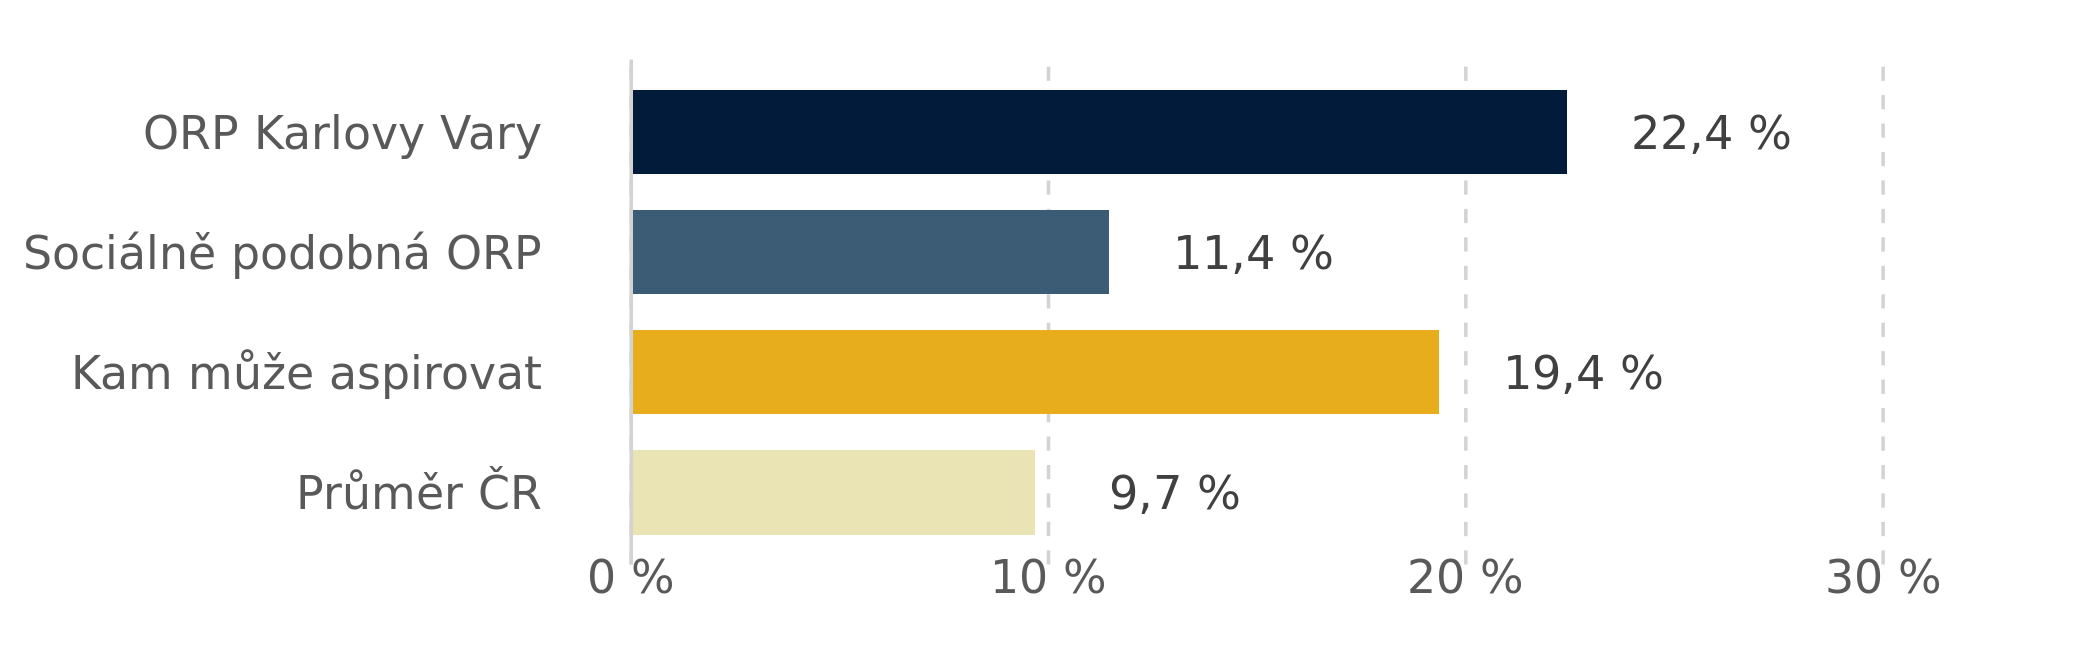 ORP Karlovy Vary 22,4 %
Sociálně podobná ORP 11,4 %
Kam může aspirovat 19,4 %
Průměr ČR 9,7 %
0 % 10 % 20 % 30 %